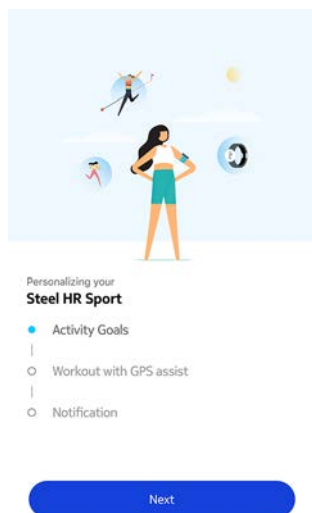 Personalizing your
Steel HR Sport
Activity Goals
Workout with GPS assist
Notification
Next